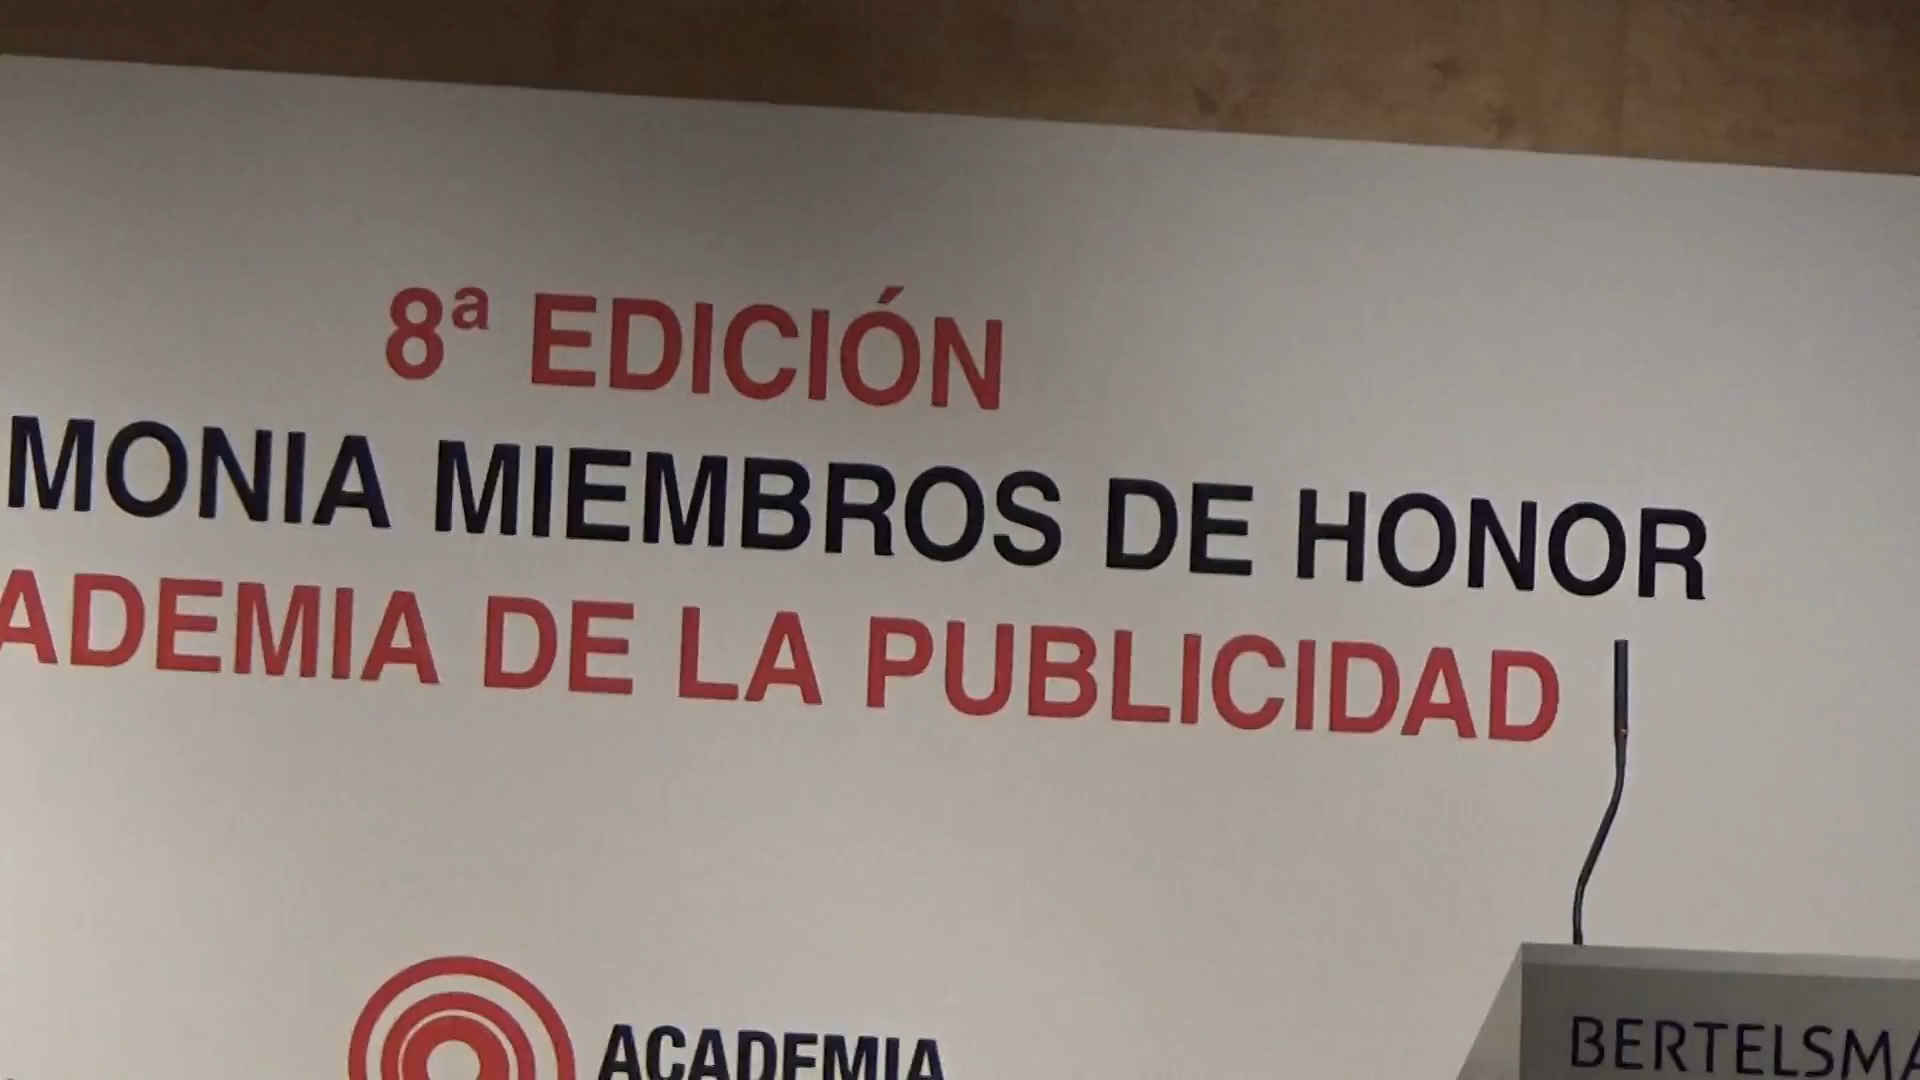 8ª EDICIÓN
MONIA MIEMBROS DE HONOR
ADEMIA DE LA PUBLICIDAD
ACADEMIA
BERTELSMA